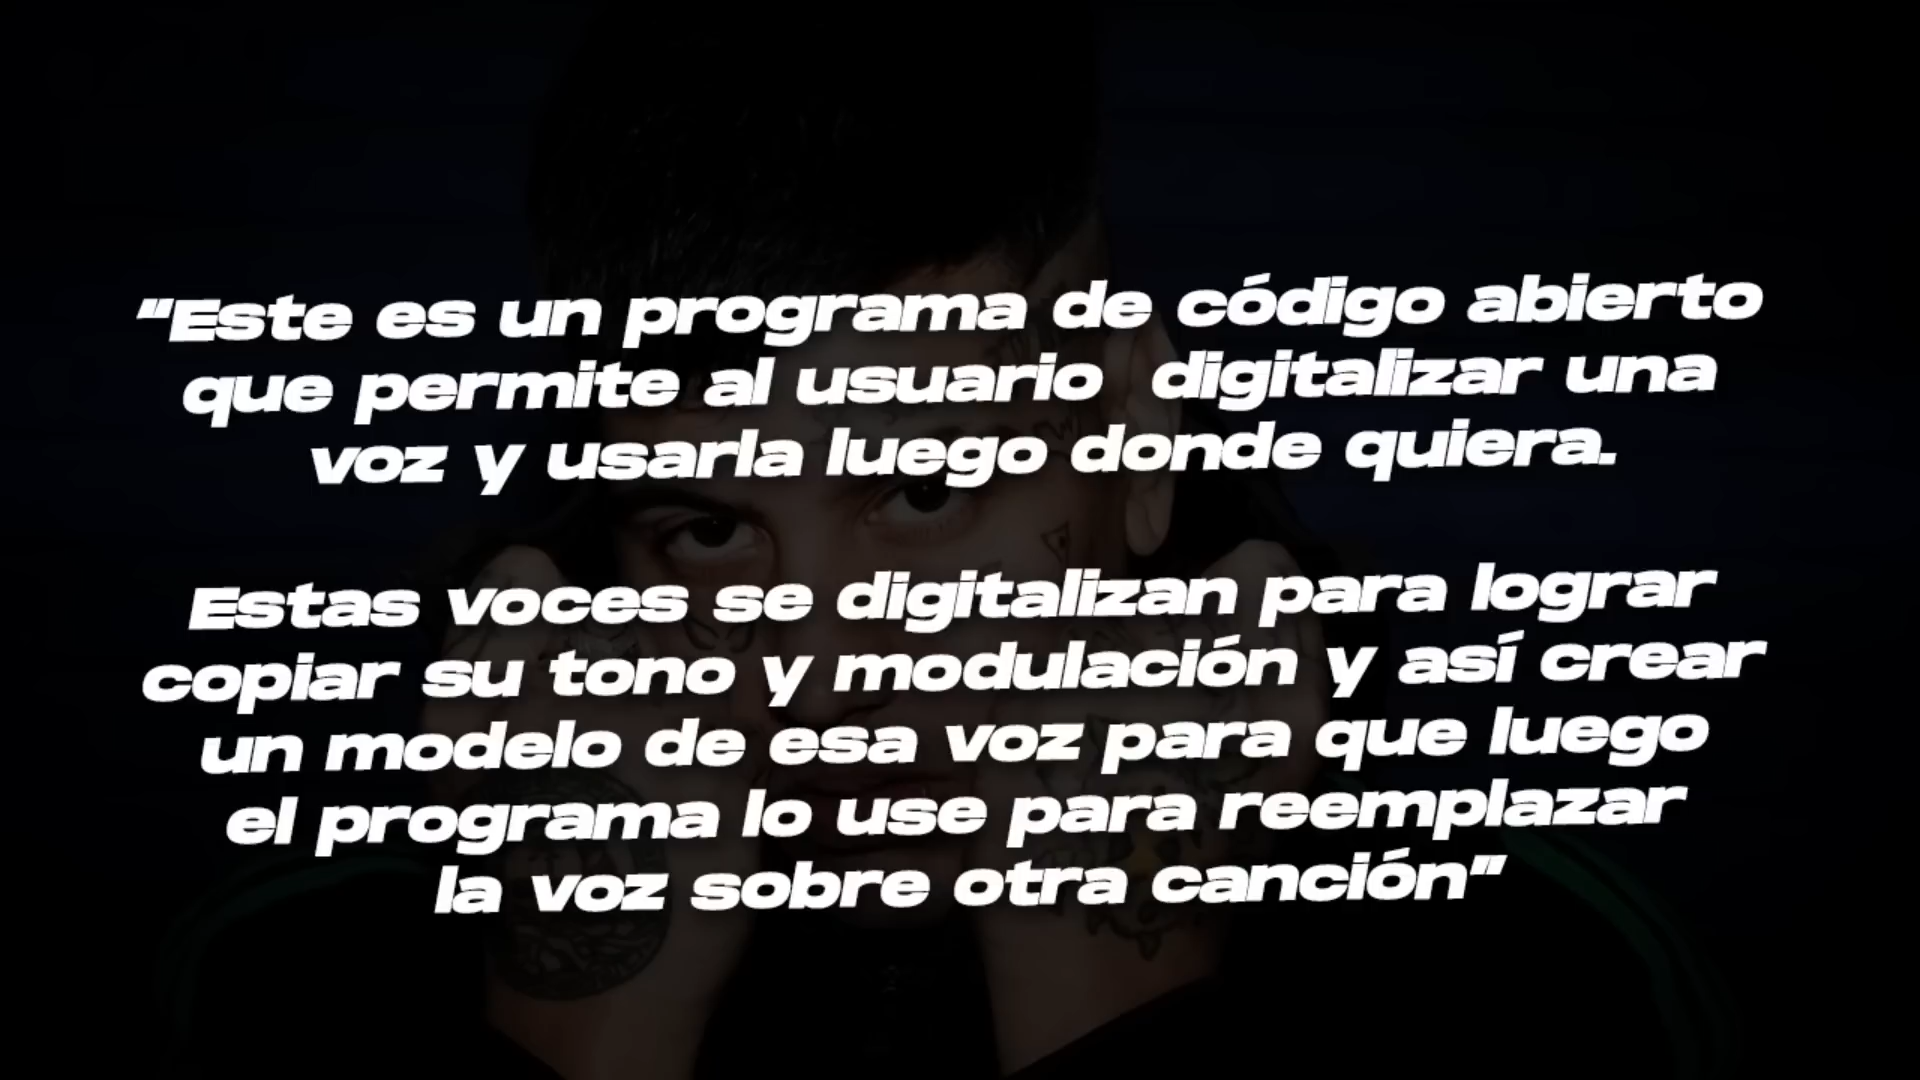 “Este es un programa de código abierto
que permite al usuario digitalizar una
voz y usarla luego donde quiera.
Estas voces se digitalizan para lograr
copiar su tono y modulación y así crear
un modelo de esa voz para que luego
el programa lo use para reemplazar
la voz sobre otra canción”